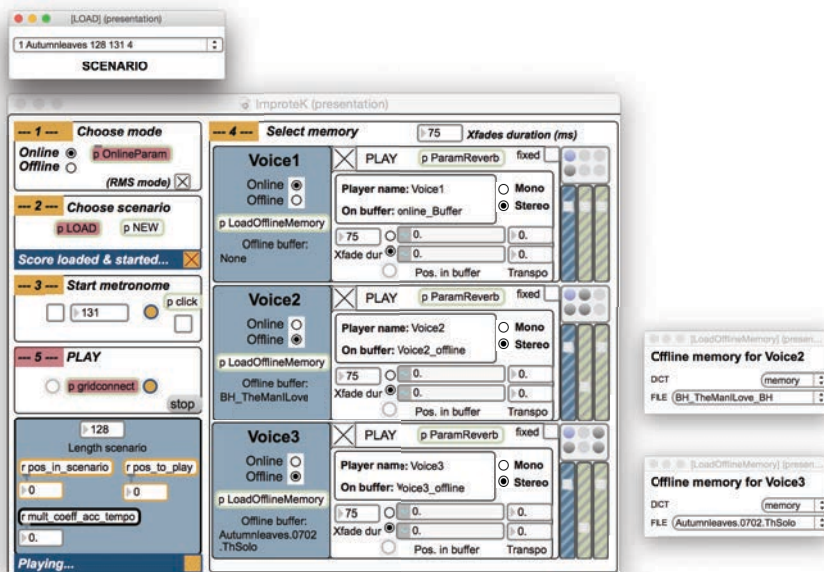 [LOAD] (presentation)
1 Autumnleaves 128 131 4
SCENARIO
ImproteK (presentation)
--- 1 --- Choose mode
Online
p OnlineParam
Offline
(RMS mode)
--- 2 --- Choose scenario
p LOAD p NEW
Score loaded & started...
--- 3 --- Start metronome
p click
131
--- 5 --- PLAY
p gridconnect
stop
128
Length scenario
r pos_in_scenario r pos_to_play
0 0
r mult_coeff_acc_tempo
0.
Playing...
--- 4 --- Select memory 75 Xfades duration (ms)
Voice1 PLAY p ParamReverb fixed
Online
Offline
p LoadOfflineMemory
Offline buffer:
None
Player name: Voice1
On buffer: online_Buffer
Mono
Stereo
75 0. 0.
Xfade dur 0. 0.
Pos. in buffer Transpo
Voice2 PLAY p ParamReverb fixed
Online
Offline
p LoadOfflineMemory
Offline buffer:
BH_TheManILove
Player name: Voice2
On buffer: Voice2_offline
Mono
Stereo
75 0. 0.
Xfade dur 0. 0.
Pos. in buffer Transpo
Voice3 PLAY p ParamReverb fixed
Online
Offline
p LoadOfflineMemory
Offline buffer:
Autumnleaves.0702
.ThSolo
Player name: Voice3
On buffer: Voice3_offline
Mono
Stereo
75 0. 0.
Xfade dur 0. 0.
Pos. in buffer Transpo
[LoadOfflineMemory] (presen...
Offline memory for Voice2
DCT memory
FILE BH_TheManILove_BH
[LoadOfflineMemory] (presen...
Offline memory for Voice3
DCT memory
FILE Autumnleaves.0702.ThSolo